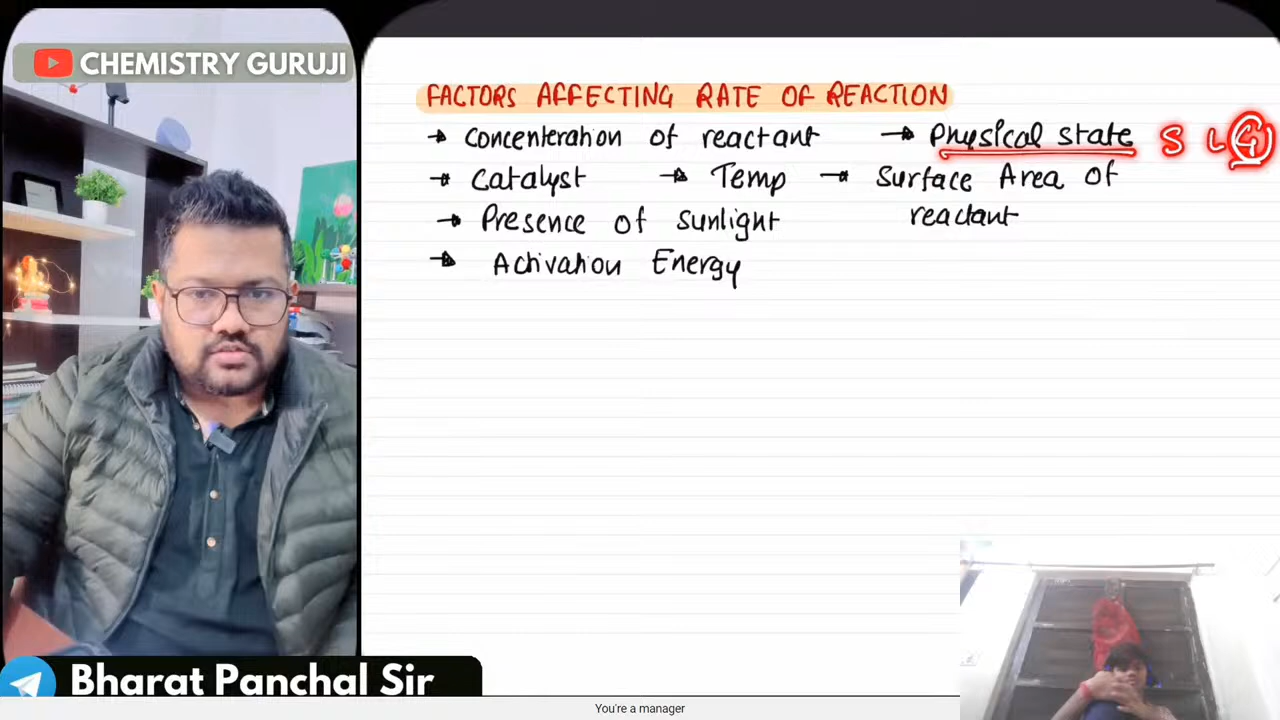 CHEMISTRY GURUJI
FACTORS AFFECTING RATE OF REACTION
→ Concenteration of reactant → Physical state S L G
→ Catalyst → Temp → Surface Area of
reactant
→ Presence of sunlight
→ Activation Energy
Bharat Panchal Sir
You're a manager